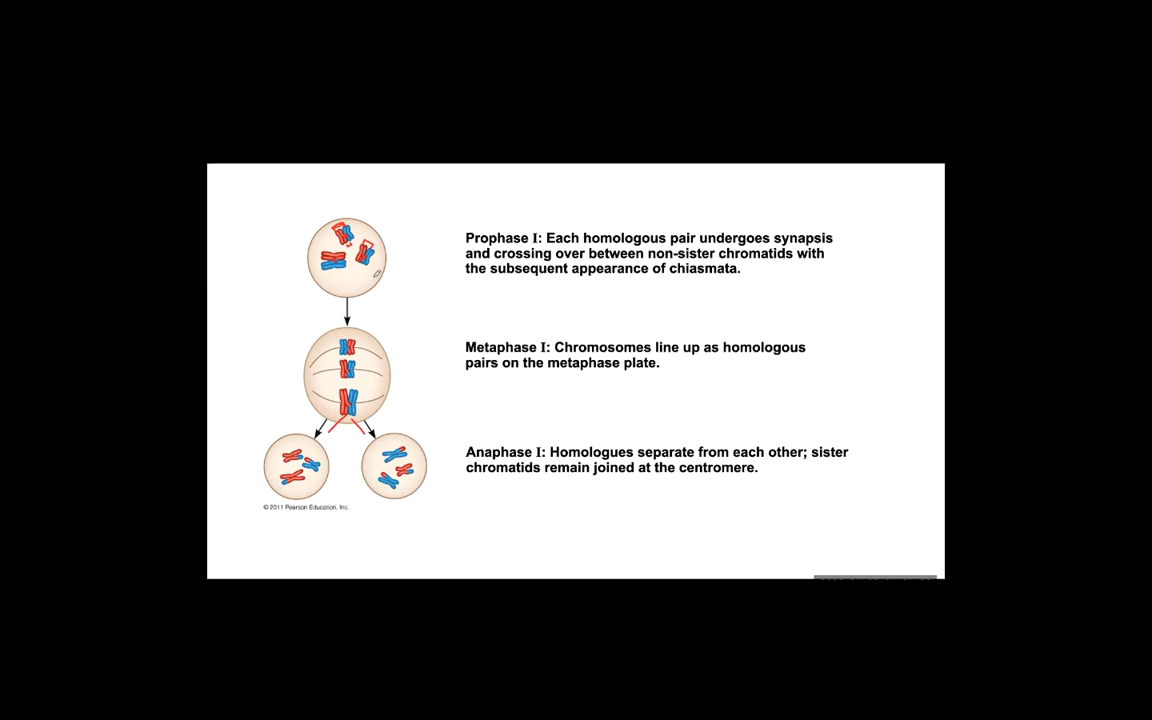 Prophase I: Each homologous pair undergoes synapsis
and crossing over between non-sister chromatids with
the subsequent appearance of chiasmata.
Metaphase I: Chromosomes line up as homologous
pairs on the metaphase plate.
Anaphase I: Homologues separate from each other; sister
chromatids remain joined at the centromere.
© 2011 Pearson Education, Inc.